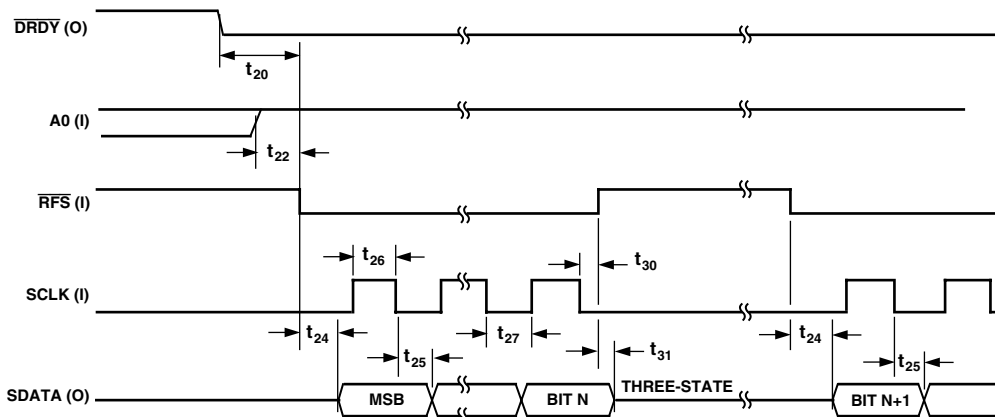 DRDY (O)
t20
A0 (I)
t22
RFS (I)
t26
t30
SCLK (I)
t24
t25
t27
t31
t24
t25
SDATA (O)
MSB
BIT N
THREE-STATE
BIT N+1